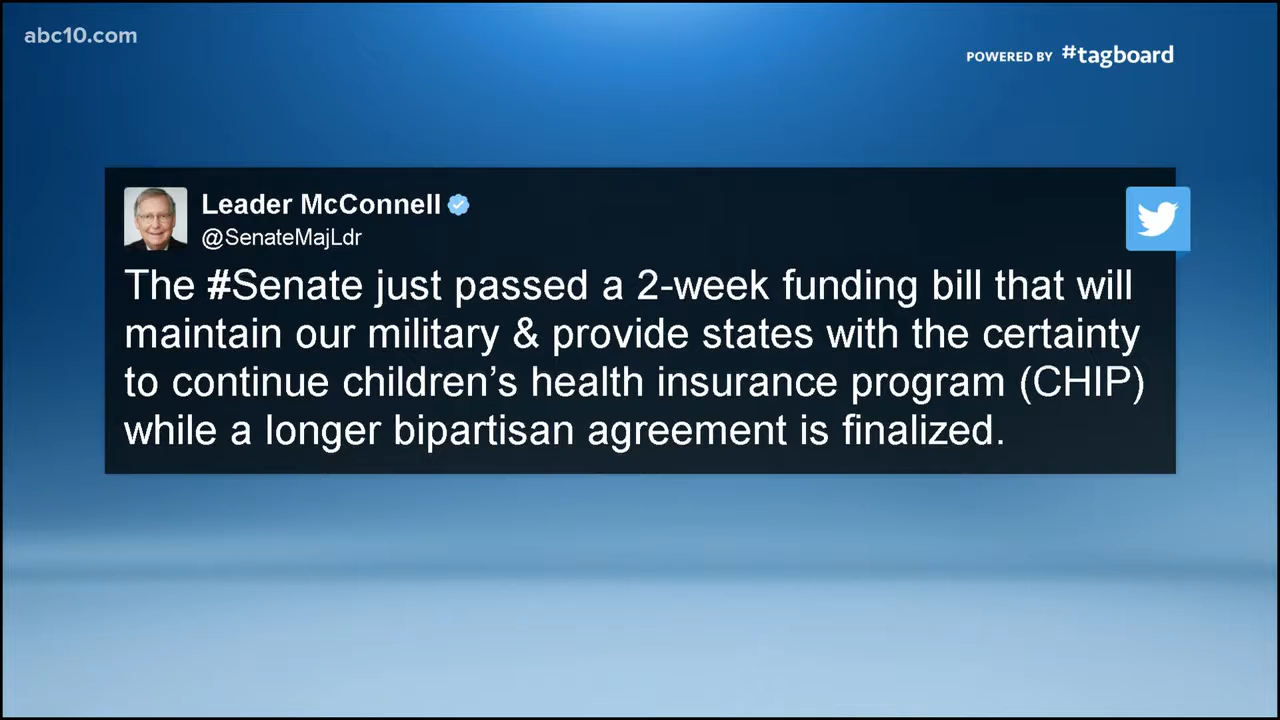 abc10.com
POWERED BY #tagboard
Leader McConnell
@SenateMajLdr
The #Senate just passed a 2-week funding bill that will
maintain our military & provide states with the certainty
to continue children’s health insurance program (CHIP)
while a longer bipartisan agreement is finalized.